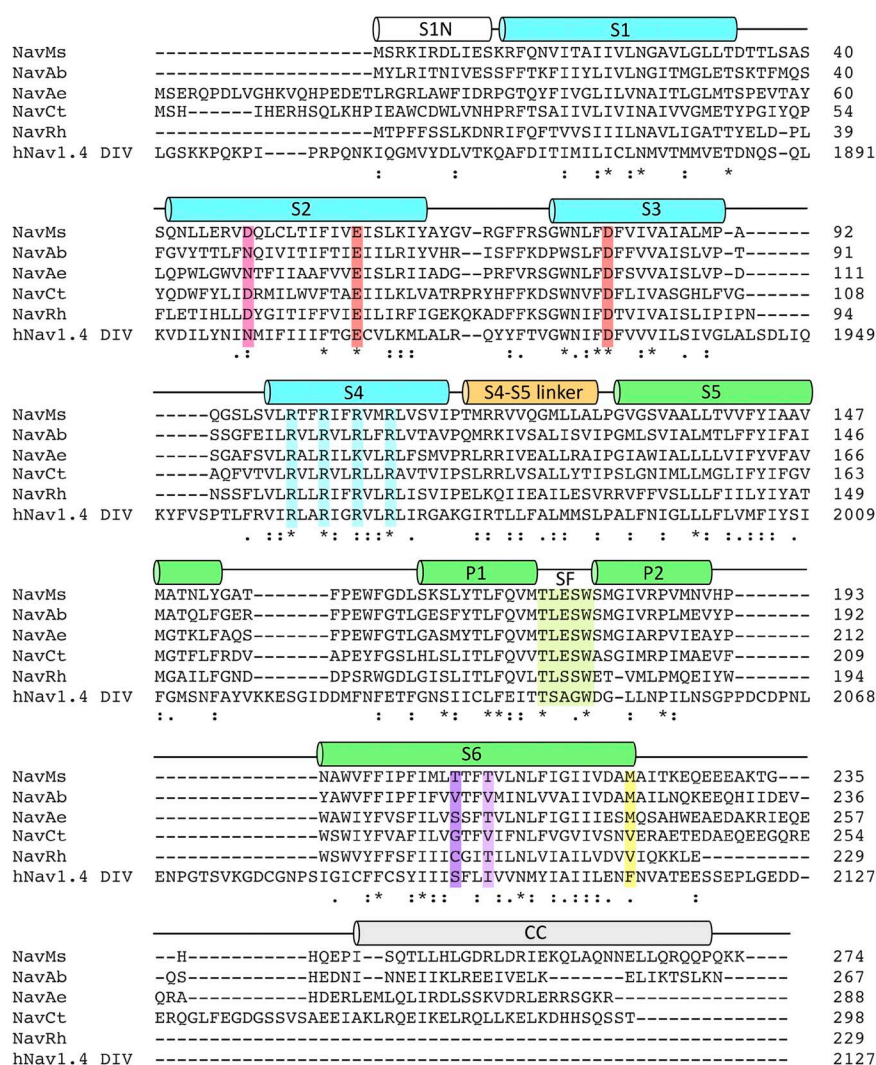 S1N S1
NavMs --------------------MSRKIRDLIESKRFQNVITAIIVLNGAVLGLLTDTTLSAS 40
NavAb --------------------MYLRITNIVESSFFTKFIIYLIVLNGITMGLETSKTFMQS 40
NavAe MSERQPDLVGHKVQHPEDETLGRLAWFIDRPGTQYFIVGLILVNAITLGLMTSPEVTAY 60
NavCt MSH------IHERHSQLKHPIEAWCDWLVNHPRFTSAIIVLIVINAIVVGMETYPGIYQP 54
NavRh --------------------MTPFFSSLKDNRIFQFTVVSIIILNAVLIGATTYELD-PL 39
hNav1.4 DIV LGSKKPQKPI----PRPQNKIQGMVYDLVTKQAFDITIMILICLNMVTMMVETDNQS-QL 1891
: : : :* :* : *
S2 S3
NavMs SQNLLERVDQLCLTIFIVEISLKIYAYGV-RGFFRSGWNLFDFVIVAIALMP-A------ 92
NavAb FGVYTTLFNQIVITIFTIEIILRIYVHR-ISFFKDPWSLFDFFVVAISLVP-T------ 91
NavAe LQPWLGWVNTFIIAAFVVEISLRIIADG-PRFVRSGWNLFDFSVVAISLVP-D------ 111
NavCt YQDWFYLIDRMILWVFTAEIILKLVATRPRYHFFKDSWNVFDFLIVASGHLFVG------ 108
NavRh FLETIHLLDYGITIFFVIEILIRFIGEKQKADFFKSGWNIFDTVIVAISLIPIPN----- 94
hNav1.4 DIV KVDILYNINMIFIIIFTGECVLKMLALR--QYYFTVGWNIFDFVVVILSIVGLALSDLIQ 1949
.: * * ::: : *.:** :* . . :
S4 S4-S5 linker S5
NavMs -----QGSLSVLRTFRIFRVMRLVSVIPTMRRVVQGMLLALPGVGSVAALLTVVFYIAAV 147
NavAb ----SSGFEILRVLRVLRLFRLVTAVPQMRKIVSALISVIPGMLSVIALMTLFFYIFAI 146
NavAe ----SGAFSVLRALRILKVLRLFSMVPRLRRIVEALLRAIPGIAWIALLLLVIFYVFAV 166
NavCt -----AQFVTVLRVLRVLRLLRAVTVIPSLRRLVSALLYTIPSLGNIMLLMGLIFYIFGV 163
NavRh -----NSSFLVLRLLRIFRVLRLISVIPELKQIIEAILESVRRVFFVSLLLFIILYIYAT 149
hNav1.4 DIV KYFVSPTLFRVIRLARIGRVLRLIRGAKGIRTLLFALMMSLPALFNIGLLLFLVMFIYSI 2009
P1 SF P2
NavMs MATNLYGAT-------FPEWFGDLSKSLYTLFQVMTLESWSMGIVRPVMNVHP------- 193
NavAb MATQLFGER-------FPEWFGTLGESFYTLFQVMTLESWSMGIVRPLMEVYP------- 192
NavAe MGTKLFAQS-------FPEWFGTLGASMYTLFQVMTLESWSMGIARPVIEAYP------- 212
NavCt MGTFLFRDV-------APEYFGSLHLSLITLFQVVTLESWASGIMRPIMAEVF------- 209
NavRh MGAILFGND-------DPSRWGDLGISLITLFQVLTLSSWET-VMLPMQEIYW------- 194
hNav1.4 DIV FGMSNFAYVKKESGIDDMFNFETFGNSIICLFEITTSAGWDG-LLNPILNSGPPDCDPNL 2068
S6
NavMs ---------------NAWVFFIPFIMLTTFTVLNLFIGIIVDAMAITKEQEEEAKTG--- 235
NavAb ---------------YAWVFFIPFIFVVTFVMINLVVAIIVDAMAILNQKEEQHIIDEV- 236
NavAe ---------------WAWIYFVSFILVSSFTVLNLFIGIIIESMQSAHWEAEDAKRIEQE 257
NavCt ---------------WSWIYFVAFILVGTFVIFNLFVGVIVSNVERAETEDAEQEEGQRE 254
NavRh ---------------WSWVYFFSFIIICGITILNLVIAILVDVVIQKKLE---------- 229
hNav1.4 DIV ENPGTSVKGDCGNPSIGICFFCSYIIISFLIVVNMYIAIILENFNVATEESSEPLGEDD- 2127
CC
NavMs --H-----------HQEPI--SQTLLHLGDRLDRIEKQLAQNNELLQRQQPQKK---- 274
NavAb -QS-----------HEDNI--NNEIIKLREEIVELK-------ELIKTSLKN------ 267
NavAe QRA-----------HDERLEMLQLIRDLSSKVDRLERRSGKR---------------- 288
NavCt ERQGLFEGDGSSVSAEEIAKLRQEIKELRQLLKELKDHHSQSST-------------- 298
NavRh ---------------------------------------------------------- 229
hNav1.4 DIV ---------------------------------------------------------- 2127